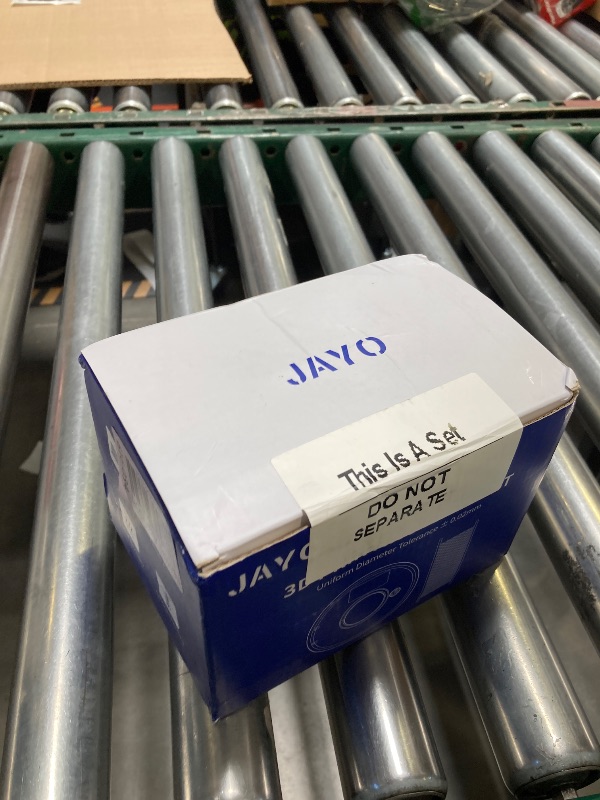 JAYO
This Is A Set
DO NOT
SEPARATE
JAYO
3D
Uniform Diameter Tolerance ± 0.02mm